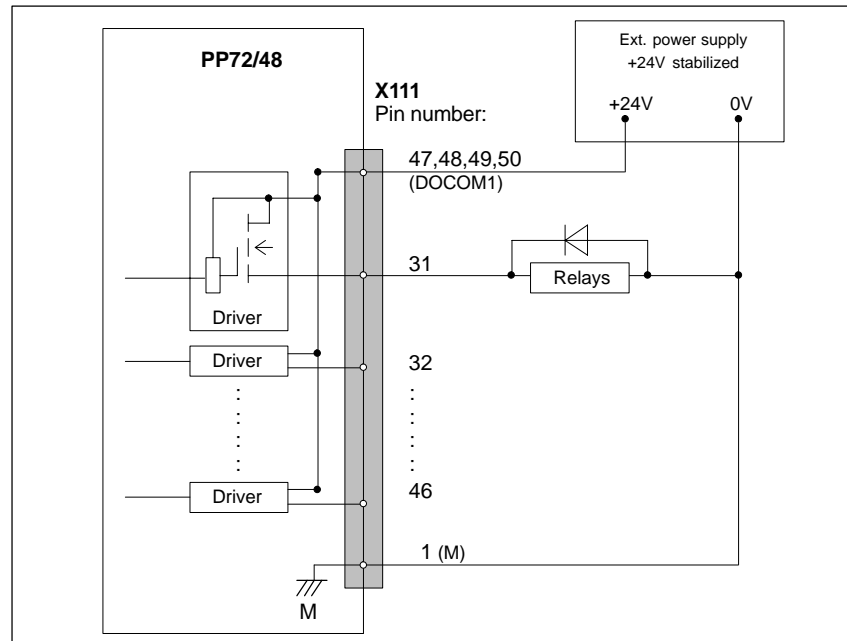 PP72/48
X111
Pin number:
Ext. power supply
+24V stabilized
+24V 0V
47,48,49,50
(DOCOM1)
31
Relays
Driver
Driver
32
Driver
46
1 (M)
M